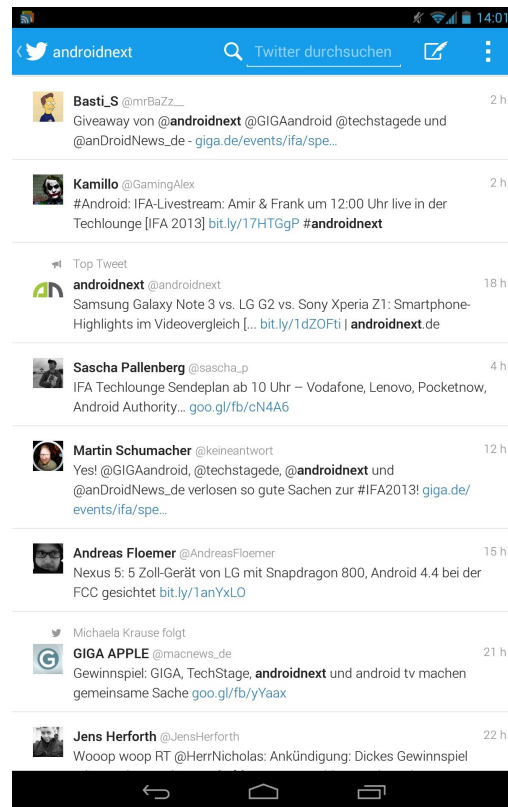 14:01
androidnext
Twitter durchsuchen
Basti_S @mrBaZz__ 2 h
Giveaway von @androidnext @GIGAandroid @techstagede und
@anDroidNews_de - giga.de/events/ifa/spe...
Kamillo @GamingAlex 2 h
#Android: IFA-Livestream: Amir & Frank um 12:00 Uhr live in der
Techlounge [IFA 2013] bit.ly/17HTGgP #androidnext
Top Tweet
androidnext @androidnext 18 h
Samsung Galaxy Note 3 vs. LG G2 vs. Sony Xperia Z1: Smartphone-
Highlights im Videovergleich [... bit.ly/1dZOFti | androidnext.de
Sascha Pallenberg @sascha_p 4 h
IFA Techlounge Sendeplan ab 10 Uhr – Vodafone, Lenovo, Pocketnow,
Android Authority... goo.gl/fb/cN4A6
Martin Schumacher @keineantwort 12 h
Yes! @GIGAandroid, @techstagede, @androidnext und
@anDroidNews_de verlosen so gute Sachen zur #IFA2013! giga.de/
events/ifa/spe...
Andreas Floemer @AndreasFloemer 15 h
Nexus 5: 5 Zoll-Gerät von LG mit Snapdragon 800, Android 4.4 bei der
FCC gesichtet bit.ly/1anYxLO
Michaela Krause folgt
GIGA APPLE @macnews_de 21 h
Gewinnspiel: GIGA, TechStage, androidnext und android tv machen
gemeinsame Sache goo.gl/fb/yYaax
Jens Herforth @JensHerforth 22 h
Wooop woop RT @HerrNicholas: Ankündigung: Dickes Gewinnspiel